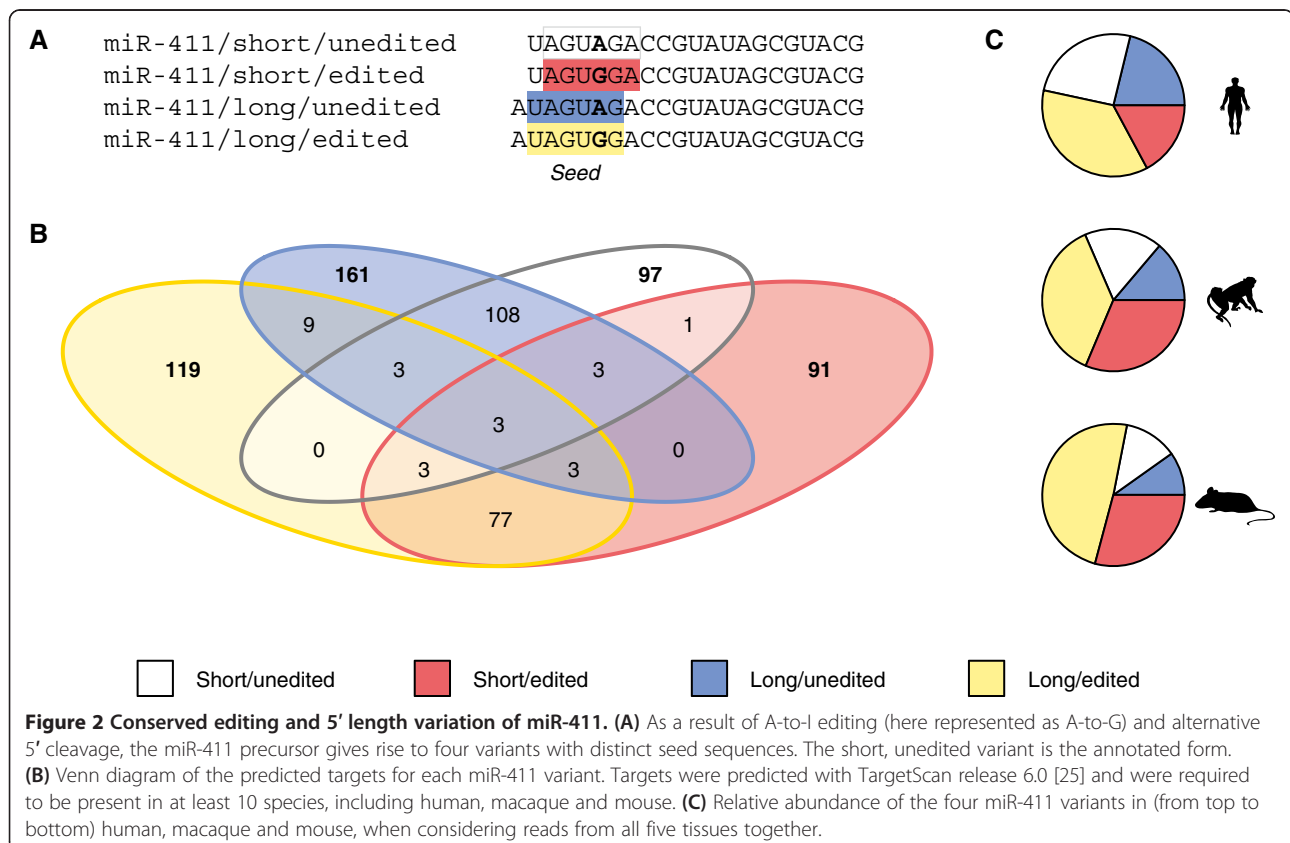 A
C
miR-411/short/unedited UAGUAGACCGUAUAGCGUACG
miR-411/short/edited UAGUGGACCGUAUAGCGUACG
miR-411/long/unedited AUAGUAGACCGUAUAGCGUACG
miR-411/long/edited AUAGUGGACCGUAUAGCGUACG
Seed
B
161
97
9
108
1
119
3
3
91
3
0
0
3
3
77
Short/unedited
Short/edited
Long/unedited
Long/edited
Figure 2 Conserved editing and 5′ length variation of miR-411. (A) As a result of A-to-I editing (here represented as A-to-G) and alternative
5′ cleavage, the miR-411 precursor gives rise to four variants with distinct seed sequences. The short, unedited variant is the annotated form.
(B) Venn diagram of the predicted targets for each miR-411 variant. Targets were predicted with TargetScan release 6.0 [25] and were required
to be present in at least 10 species, including human, macaque and mouse. (C) Relative abundance of the four miR-411 variants in (from top to
bottom) human, macaque and mouse, when considering reads from all five tissues together.